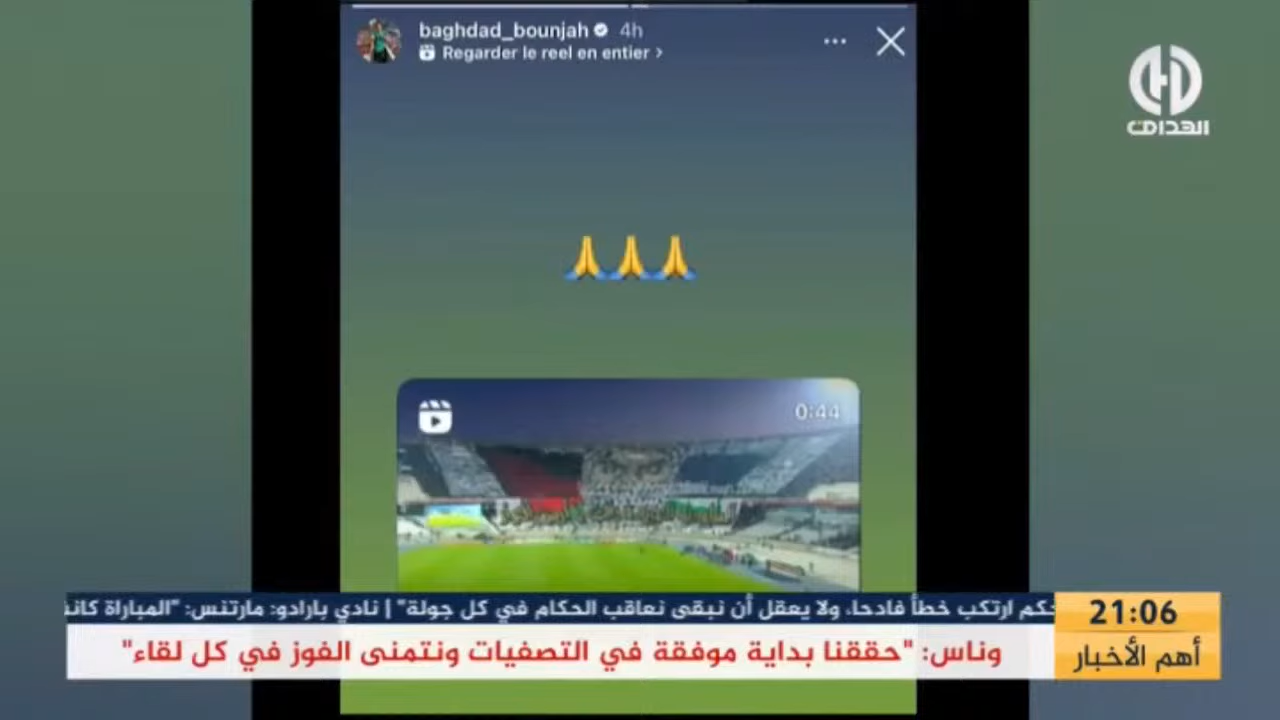 baghdad_bounjah 4h
Regarder le reel en entier >
الهداف
0:44
حكم ارتكب خطأ فادحا، ولا يعقل أن نبقى نعاقب الحكام في كل جولة" | نادي بارادو: مارتنس: "المباراة كانت
21:06
وناس: "حققنا بداية موفقة في التصفيات ونتمنى الفوز في كل لقاء"
أهم الأخبار